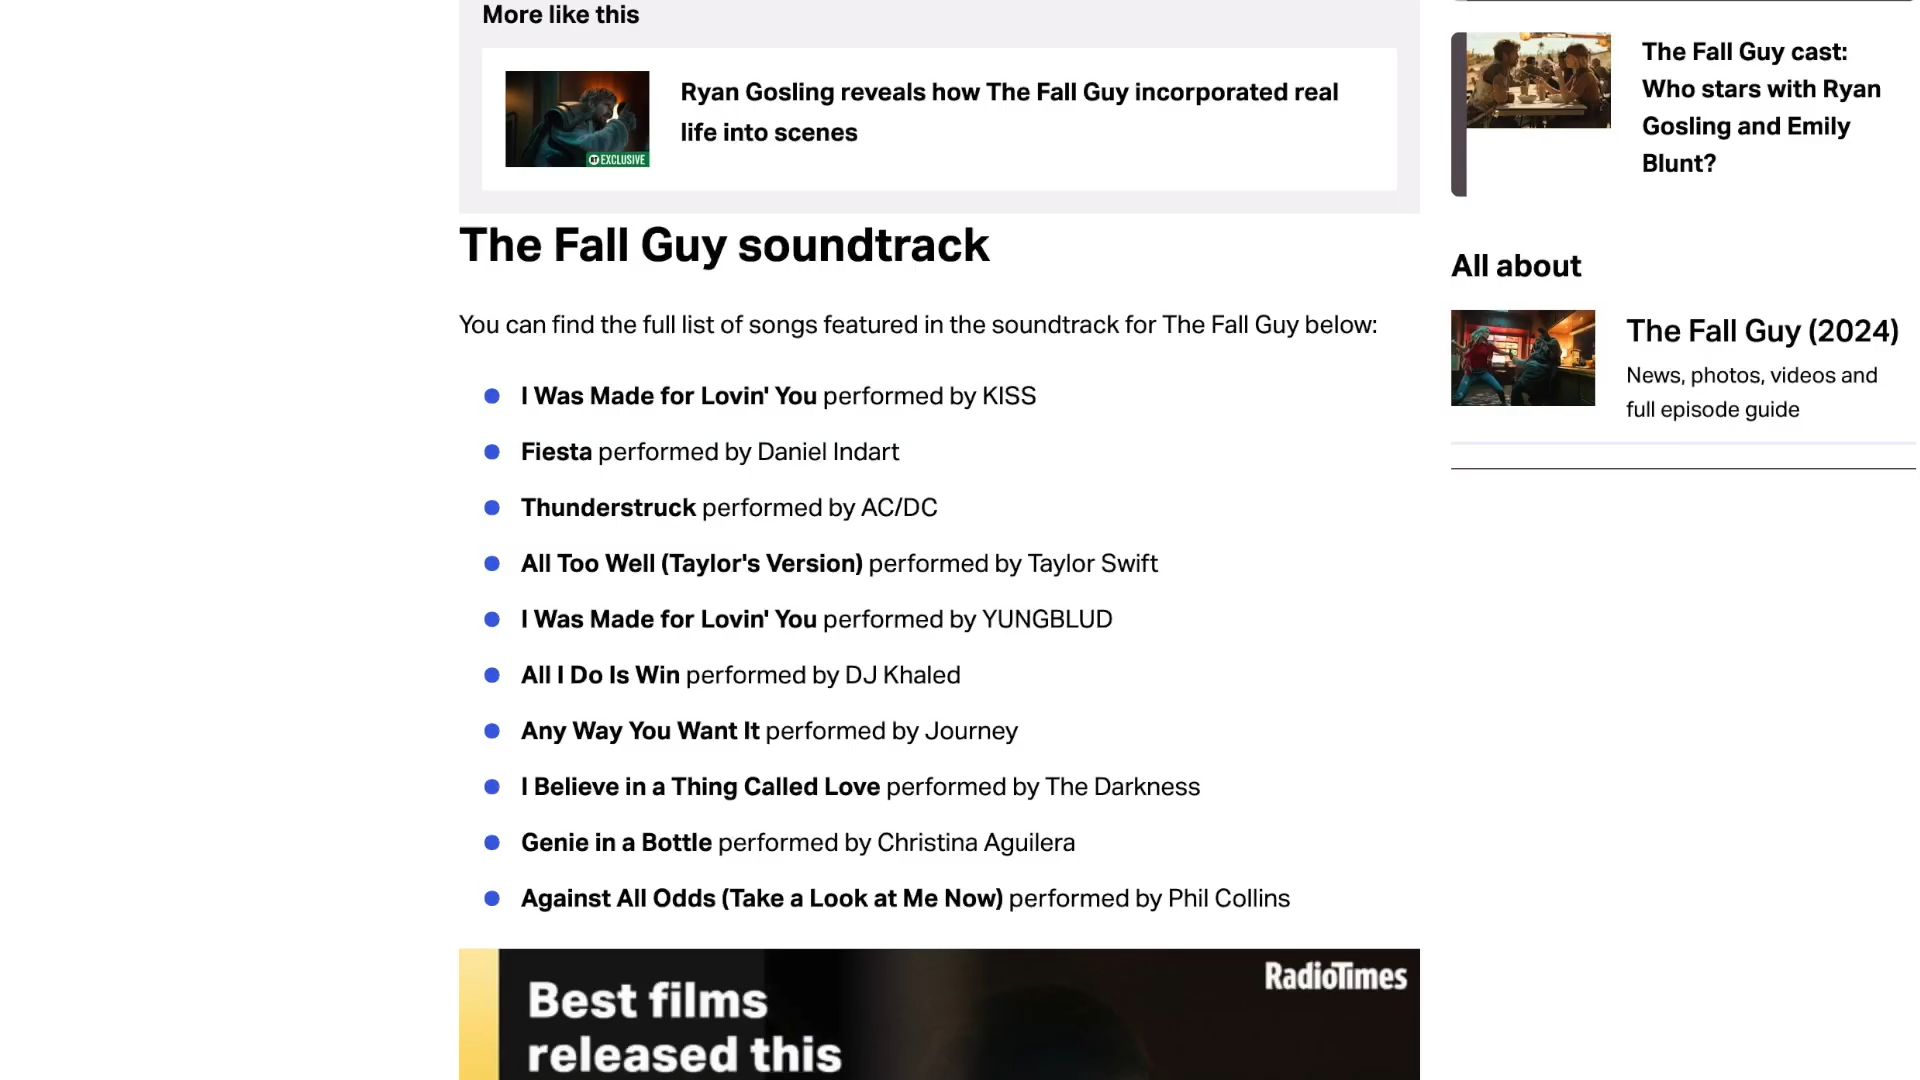 More like this
Ryan Gosling reveals how The Fall Guy incorporated real
life into scenes
RT EXCLUSIVE
The Fall Guy soundtrack
You can find the full list of songs featured in the soundtrack for The Fall Guy below:
I Was Made for Lovin' You performed by KISS
Fiesta performed by Daniel Indart
Thunderstruck performed by AC/DC
All Too Well (Taylor's Version) performed by Taylor Swift
I Was Made for Lovin' You performed by YUNGBLUD
All I Do Is Win performed by DJ Khaled
Any Way You Want It performed by Journey
I Believe in a Thing Called Love performed by The Darkness
Genie in a Bottle performed by Christina Aguilera
Against All Odds (Take a Look at Me Now) performed by Phil Collins
RadioTimes
Best films
released this
The Fall Guy cast:
Who stars with Ryan
Gosling and Emily
Blunt?
All about
The Fall Guy (2024)
News, photos, videos and
full episode guide